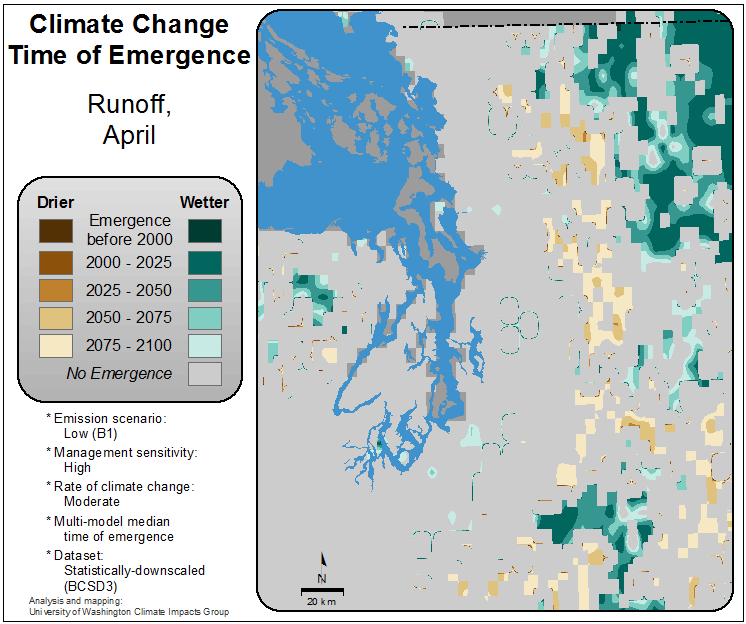 Climate Change
Time of Emergence
Runoff,
April
Drier Wetter
Emergence
before 2000
2000 - 2025
2025 - 2050
2050 - 2075
2075 - 2100
No Emergence
* Emission scenario:
Low (B1)
* Management sensitivity:
High
* Rate of climate change:
Moderate
* Multi-model median
time of emergence
* Dataset:
Statistically-downscaled
(BCSD3)
Analysis and mapping:
University of Washington Climate Impacts Group
N
20 km